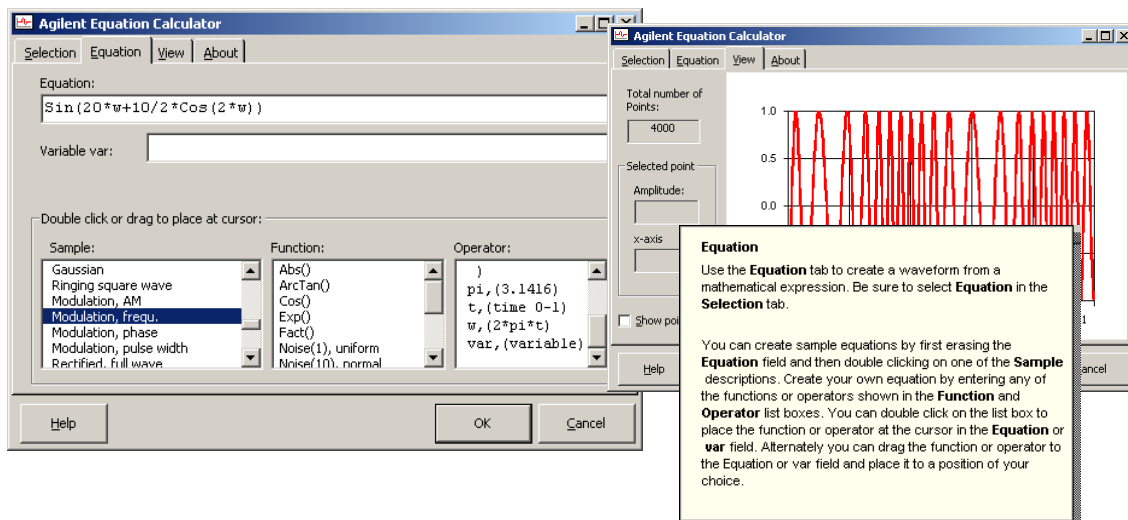 Agilent Equation Calculator
Selection Equation View About
Equation:
Sin(20*w+10/2*Cos(2*w))
Variable var:
Double click or drag to place at cursor:
Sample:
Gaussian
Ringing square wave
Modulation, AM
Modulation, frequ.
Modulation, phase
Modulation, pulse width
Rectified, full wave
Function:
Abs()
ArcTan()
Cos()
Exp()
Fact()
Noise(1), uniform
Noise(10), normal
Operator:
)
pi,(3.1416)
t,(time 0-1)
w,(2*pi*t)
var,(variable)
Help
OK
Cancel
Agilent Equation Calculator
Selection Equation View About
Total number of
Points:
4000
Selected point
Amplitude:
x-axis
Show poi
Help
1.0
0.5
0.0
1
ancel
Equation
Use the Equation tab to create a waveform from a
mathematical expression. Be sure to select Equation in the
Selection tab.
You can create sample equations by first erasing the
Equation field and then double clicking on one of the Sample
descriptions. Create your own equation by entering any of
the functions or operators shown in the Function and
Operator list boxes. You can double click on the list box to
place the function or operator at the cursor in the Equation or
var field. Alternately you can drag the function or operator to
the Equation or var field and place it to a position of your
choice.